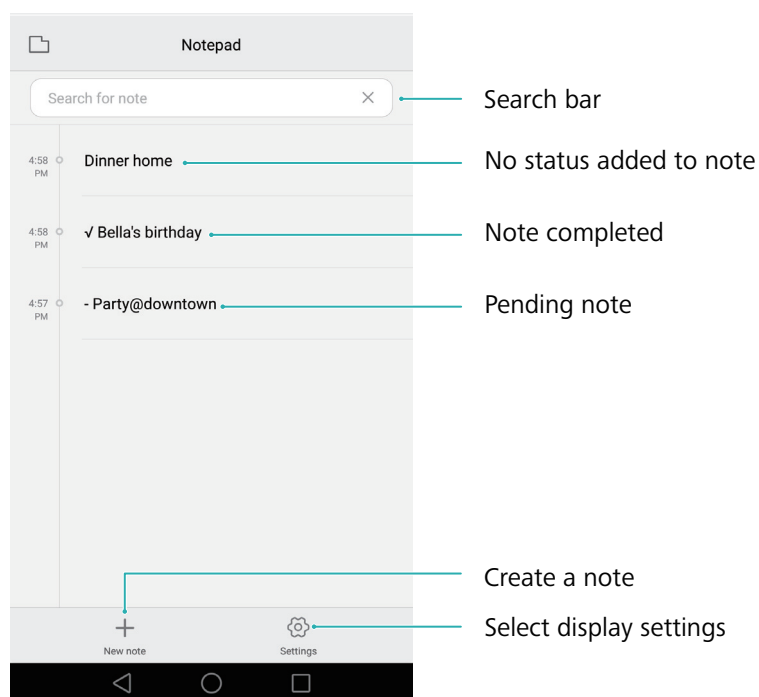 Notepad
Search for note
Search bar
4:58
PM
Dinner home
No status added to note
4:58
PM
√ Bella's birthday
Note completed
4:57
PM
- Party@downtown
Pending note
Create a note
New note
Settings
Select display settings